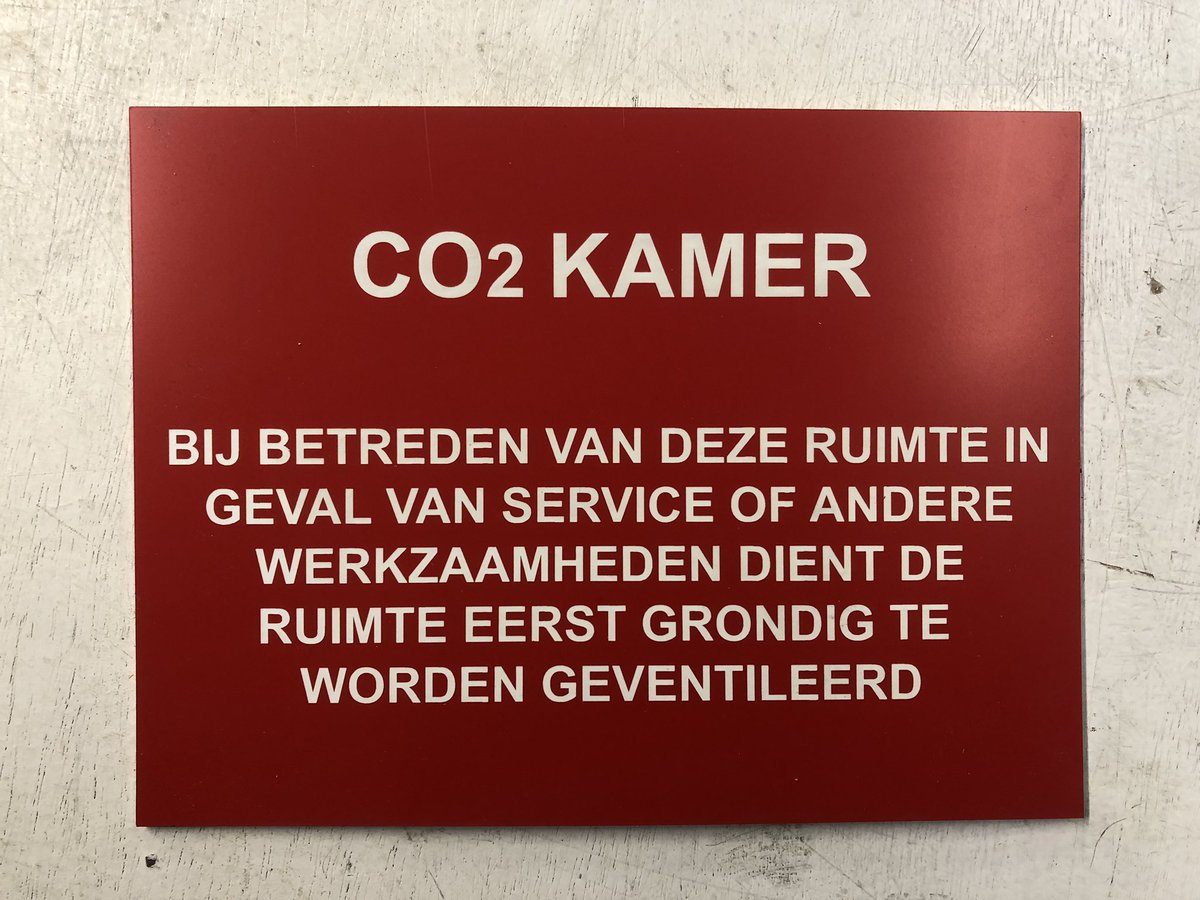 CO2 KAMER
BIJ BETREDEN VAN DEZE RUIMTE IN
GEVAL VAN SERVICE OF ANDERE
WERKZAAMHEDEN DIENT DE
RUIMTE EERST GRONDIG TE
WORDEN GEVENTILEERD